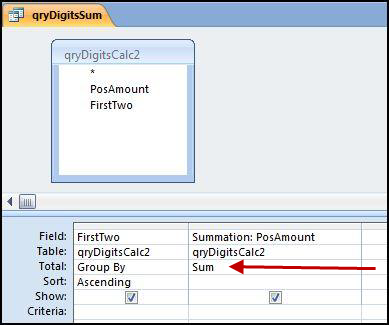 qryDigitsSum
qryDigitsCalc2
*
PosAmount
FirstTwo
Field: FirstTwo Summation: PosAmount
Table: qryDigitsCalc2 qryDigitsCalc2
Total: Group By Sum
Sort: Ascending
Show:
Criteria: